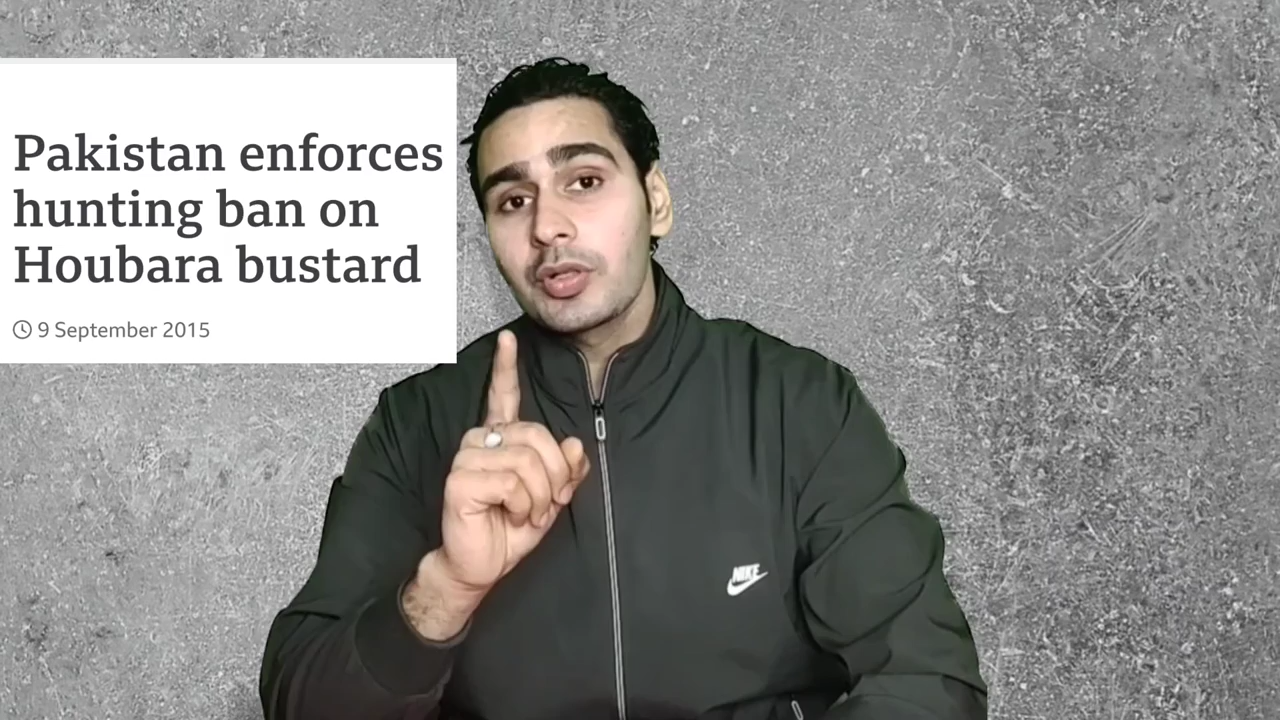 Pakistan enforces
hunting ban on
Houbara bustard
9 September 2015
NIKE